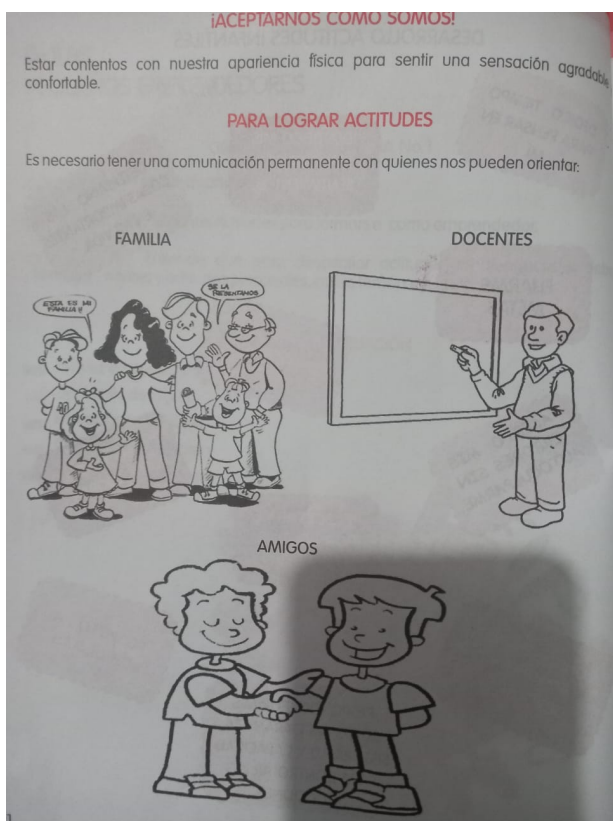 ¡ACEPTARNOS COMO SOMOS!
Estar contentos con nuestra apariencia física para sentir una sensación agradable
confortable.
PARA LOGRAR ACTITUDES
Es necesario tener una comunicación permanente con quienes nos pueden orientar:
FAMILIA
DOCENTES
ESTA ES MI
FAMILIA!!
SE LA
PRESENTAMOS
AMIGOS